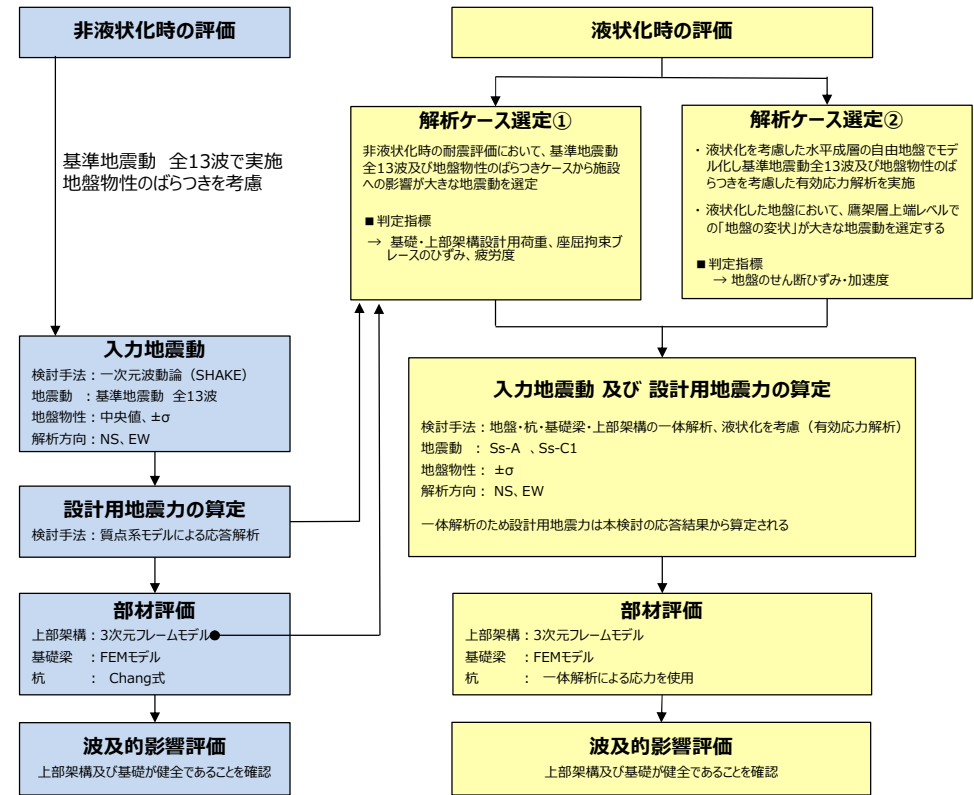 非液状化時の評価
基準地震動 全13波で実施
地盤物性のばらつきを考慮
入力地震動
検討手法：一次元波動論（SHAKE）
地震動 ：基準地震動 全13波
地盤物性：中央値、±σ
解析方向：NS、EW
設計用地震力の算定
検討手法：質点系モデルによる応答解析
部材評価
上部架構：3次元フレームモデル
基礎梁 ：FEMモデル
杭 ： Chang式
波及的影響評価
上部架構及び基礎が健全であることを確認
液状化時の評価
解析ケース選定①
非液状化時の耐震評価において、基準地震動
全13波及び地盤物性のばらつきケースから施設
への影響が大きな地震動を選定
■判定指標
→ 基礎・上部架構設計用荷重、座屈拘束ブ
レースのひずみ、疲労度
解析ケース選定②
・ 液状化を考慮した水平成層の自由地盤でモ
デル化し基準地震動全13波及び地盤物性のば
らつきを考慮した有効応力解析を実施
・ 液状化した地盤において、鷹架層上端レベルで
の「地盤の変状」が大きな地震動を選定する
■判定指標
→ 地盤のせん断ひずみ・加速度
入力地震動 及び 設計用地震力の算定
検討手法：地盤・杭・基礎梁・上部架構の一体解析、液状化を考慮（有効応力解析）
地震動 ： Ss-A 、Ss-C1
地盤物性： ±σ
解析方向： NS、EW
一体解析のため設計用地震力は本検討の応答結果から算定される
部材評価
上部架構：3次元フレームモデル
基礎梁 ：FEMモデル
杭 ： 一体解析による応力を使用
波及的影響評価
上部架構及び基礎が健全であることを確認